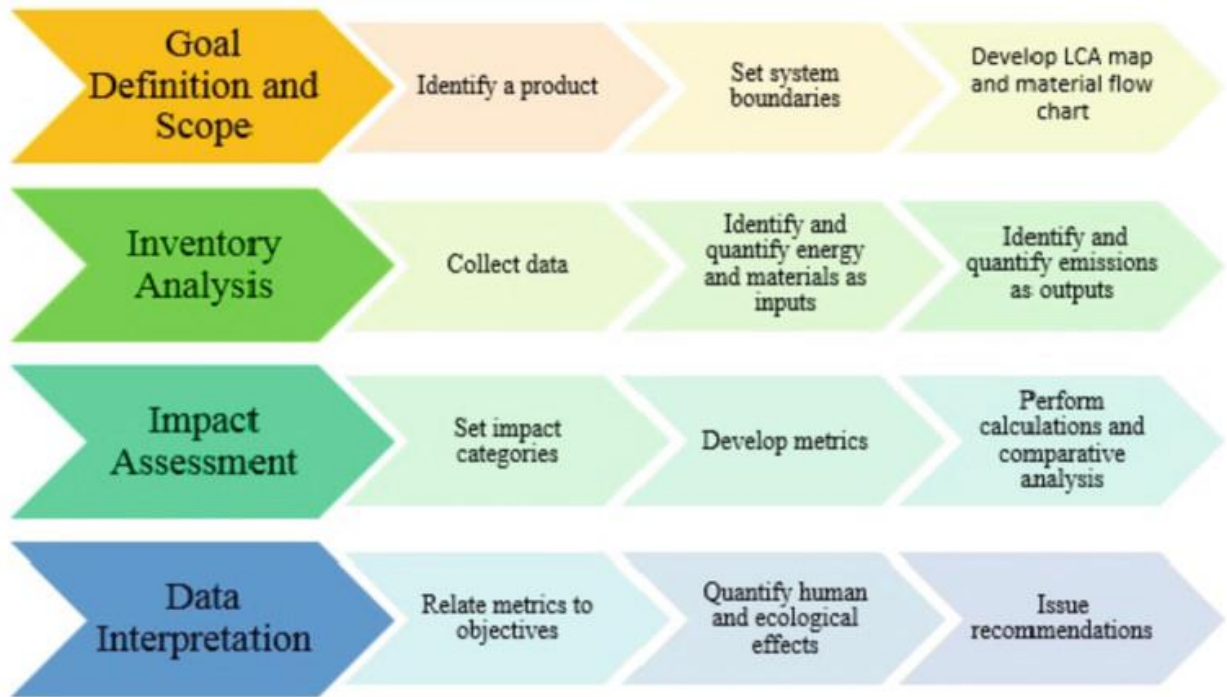 Goal
Definition and
Scope
Identify a product
Set system
boundaries
Develop LCA map
and material flow
chart
Inventory
Analysis
Collect data
Identify and
quantify energy
and materials as
inputs
Identify and
quantify emissions
as outputs
Impact
Assessment
Set impact
categories
Develop metrics
Perform
calculations and
comparative
analysis
Data
Interpretation
Relate metrics to
objectives
Quantify human
and ecological
effects
Issue
recommendations